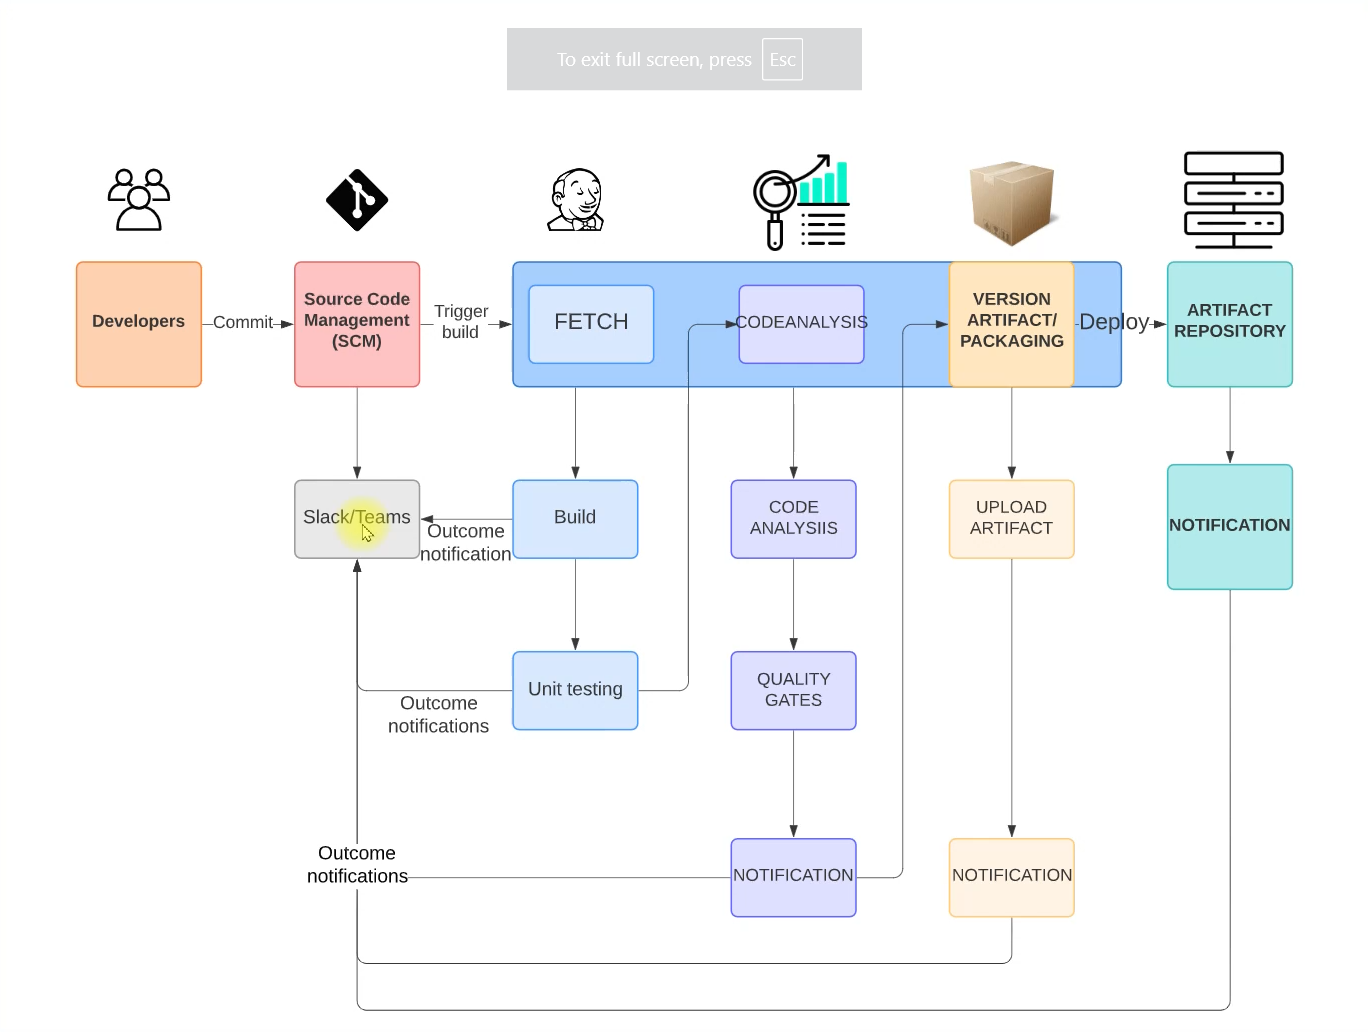 To exit full screen, press Esc
Developers
Commit
Source Code
Management
(SCM)
Trigger
build
FETCH
CODEANALYSIS
VERSION
ARTIFACT/
PACKAGING
Deploy
ARTIFACT
REPOSITORY
Slack/Teams
Outcome
notification
Build
CODE
ANALYSIIS
UPLOAD
ARTIFACT
NOTIFICATION
Outcome
notifications
Unit testing
QUALITY
GATES
Outcome
notifications
NOTIFICATION
NOTIFICATION